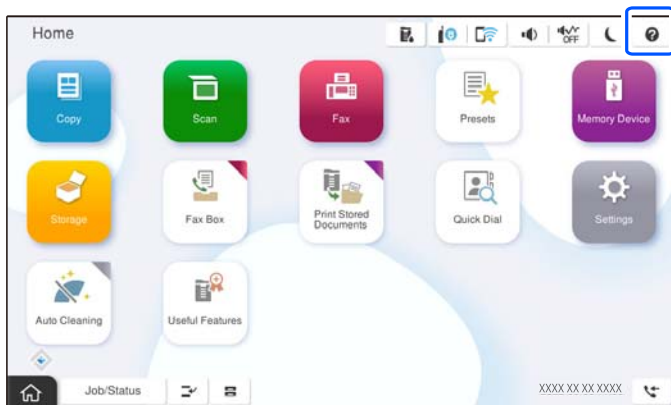 Home
OFF
?
Copy
Scan
Fax
Presets
Memory Device
Storage
Fax Box
Print Stored
Documents
Quick Dial
Settings
Auto Cleaning
Useful Features
Job/Status
XXXX XX XX XXXX